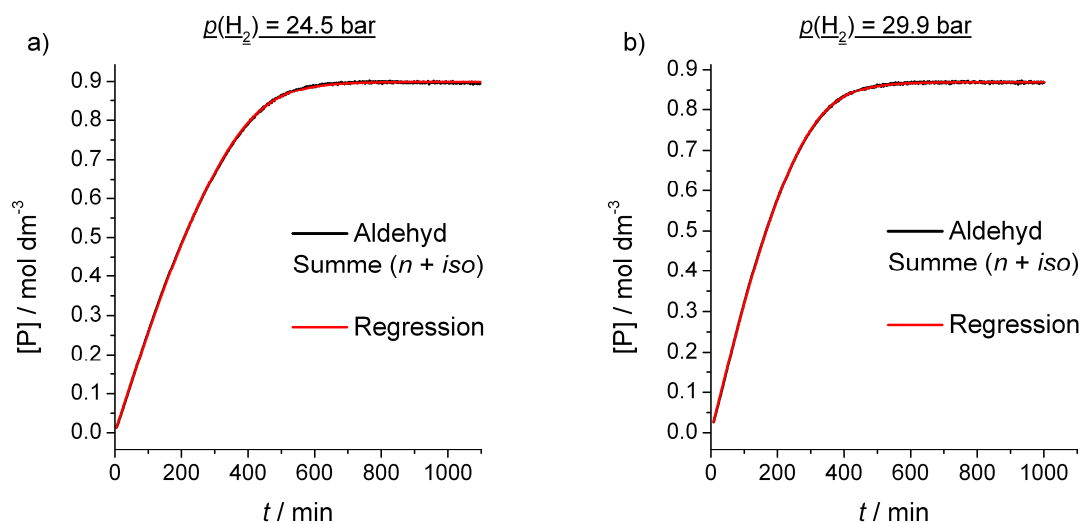 a)
p(H₂) = 24.5 bar
0.9
0.8
0.7
0.6
0.5
0.4
0.3
0.2
0.1
0.0
[P] / mol dm⁻³
Aldehyd
Summe (n + iso)
Regression
0 200 400 600 800 1000
t / min
b)
p(H₂) = 29.9 bar
0.9
0.8
0.7
0.6
0.5
0.4
0.3
0.2
0.1
0.0
[P] / mol dm⁻³
Aldehyd
Summe (n + iso)
Regression
0 200 400 600 800 1000
t / min